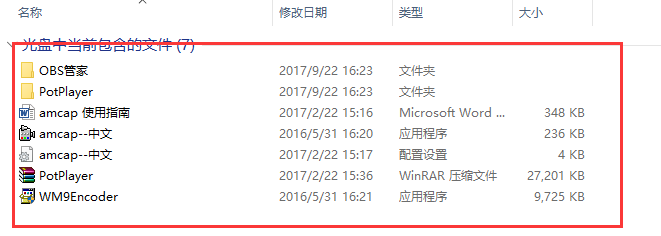 名称 修改日期 类型 大小
光盘中当前包含的文件 (7)
OBS管家 2017/9/22 16:23 文件夹
PotPlayer 2017/9/22 16:23 文件夹
amcap 使用指南 2017/2/22 15:16 Microsoft Word ... 348 KB
amcap--中文 2016/5/31 16:20 应用程序 236 KB
amcap--中文 2017/2/22 15:17 配置设置 4 KB
PotPlayer 2017/2/22 15:36 WinRAR 压缩文件 27,201 KB
WM9Encoder 2016/5/31 16:21 应用程序 9,725 KB